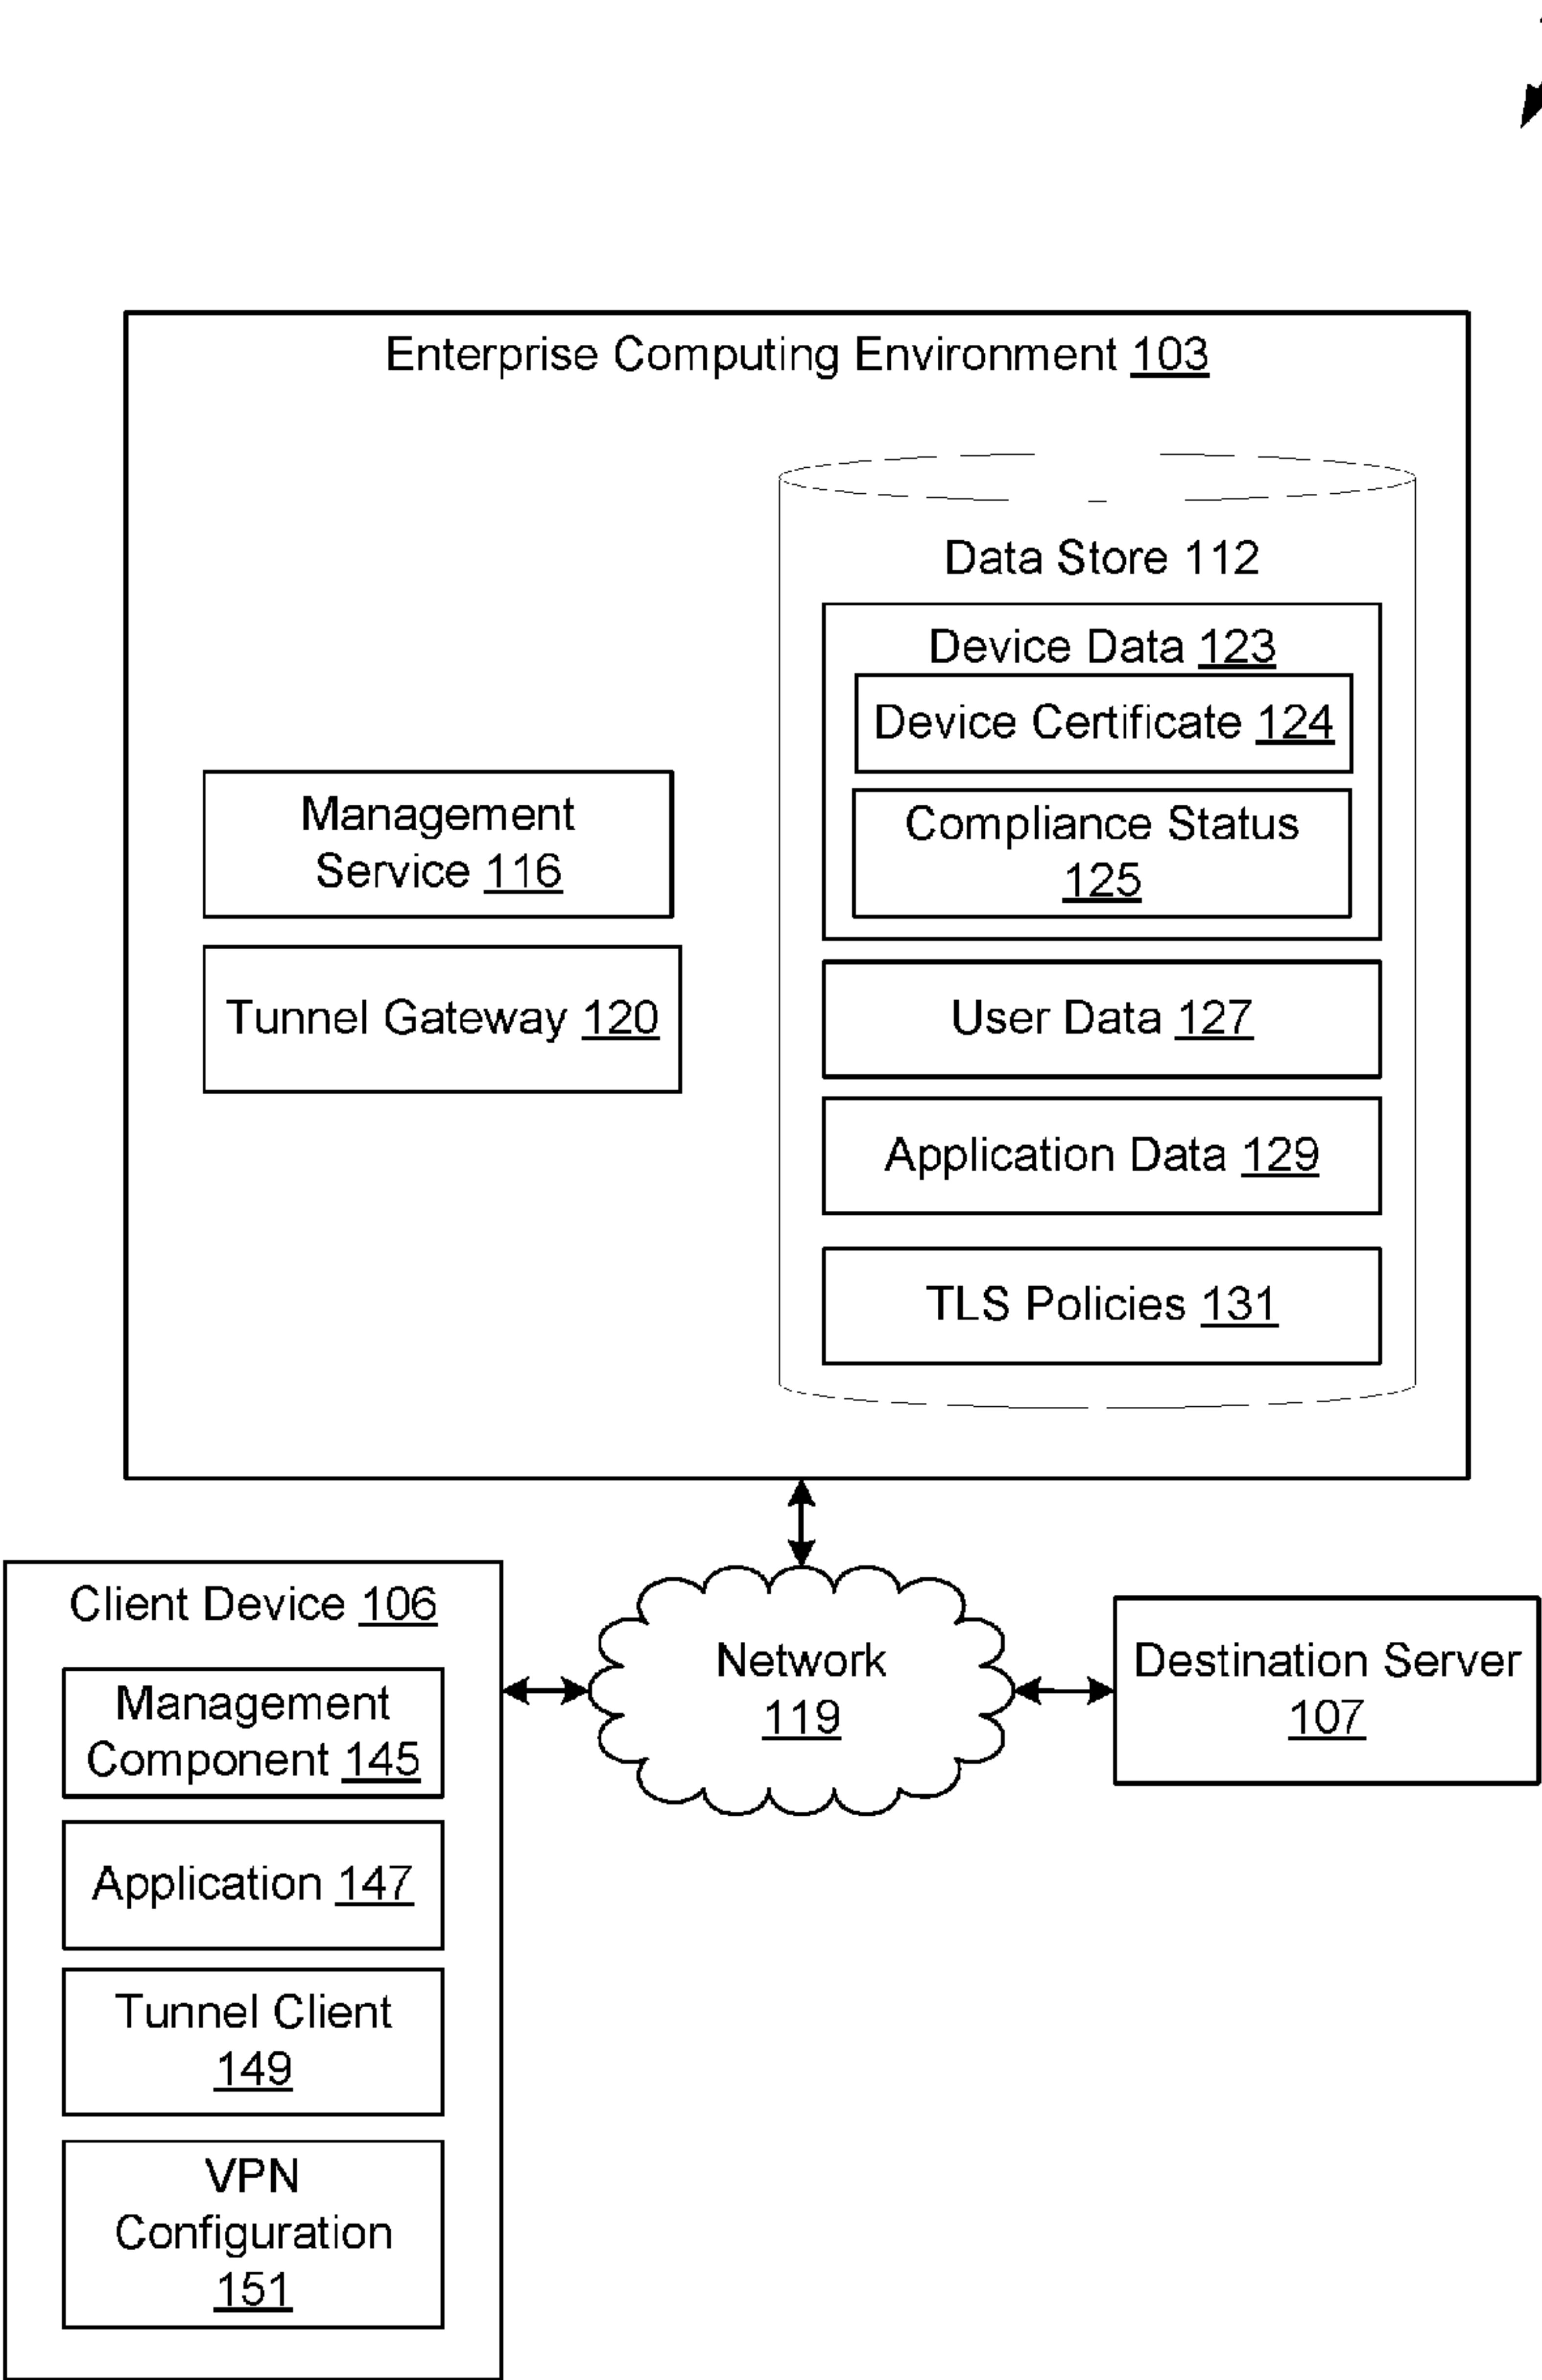 Enterprise Computing Environment 103
Data Store 112
Device Data 123
Device Certificate 124
Compliance Status
125
Management
Service 116
Tunnel Gateway 120
User Data 127
Application Data 129
TLS Policies 131
Client Device 106
Management
Component 145
Application 147
Tunnel Client
149
VPN
Configuration
151
Network
119
Destination Server
107